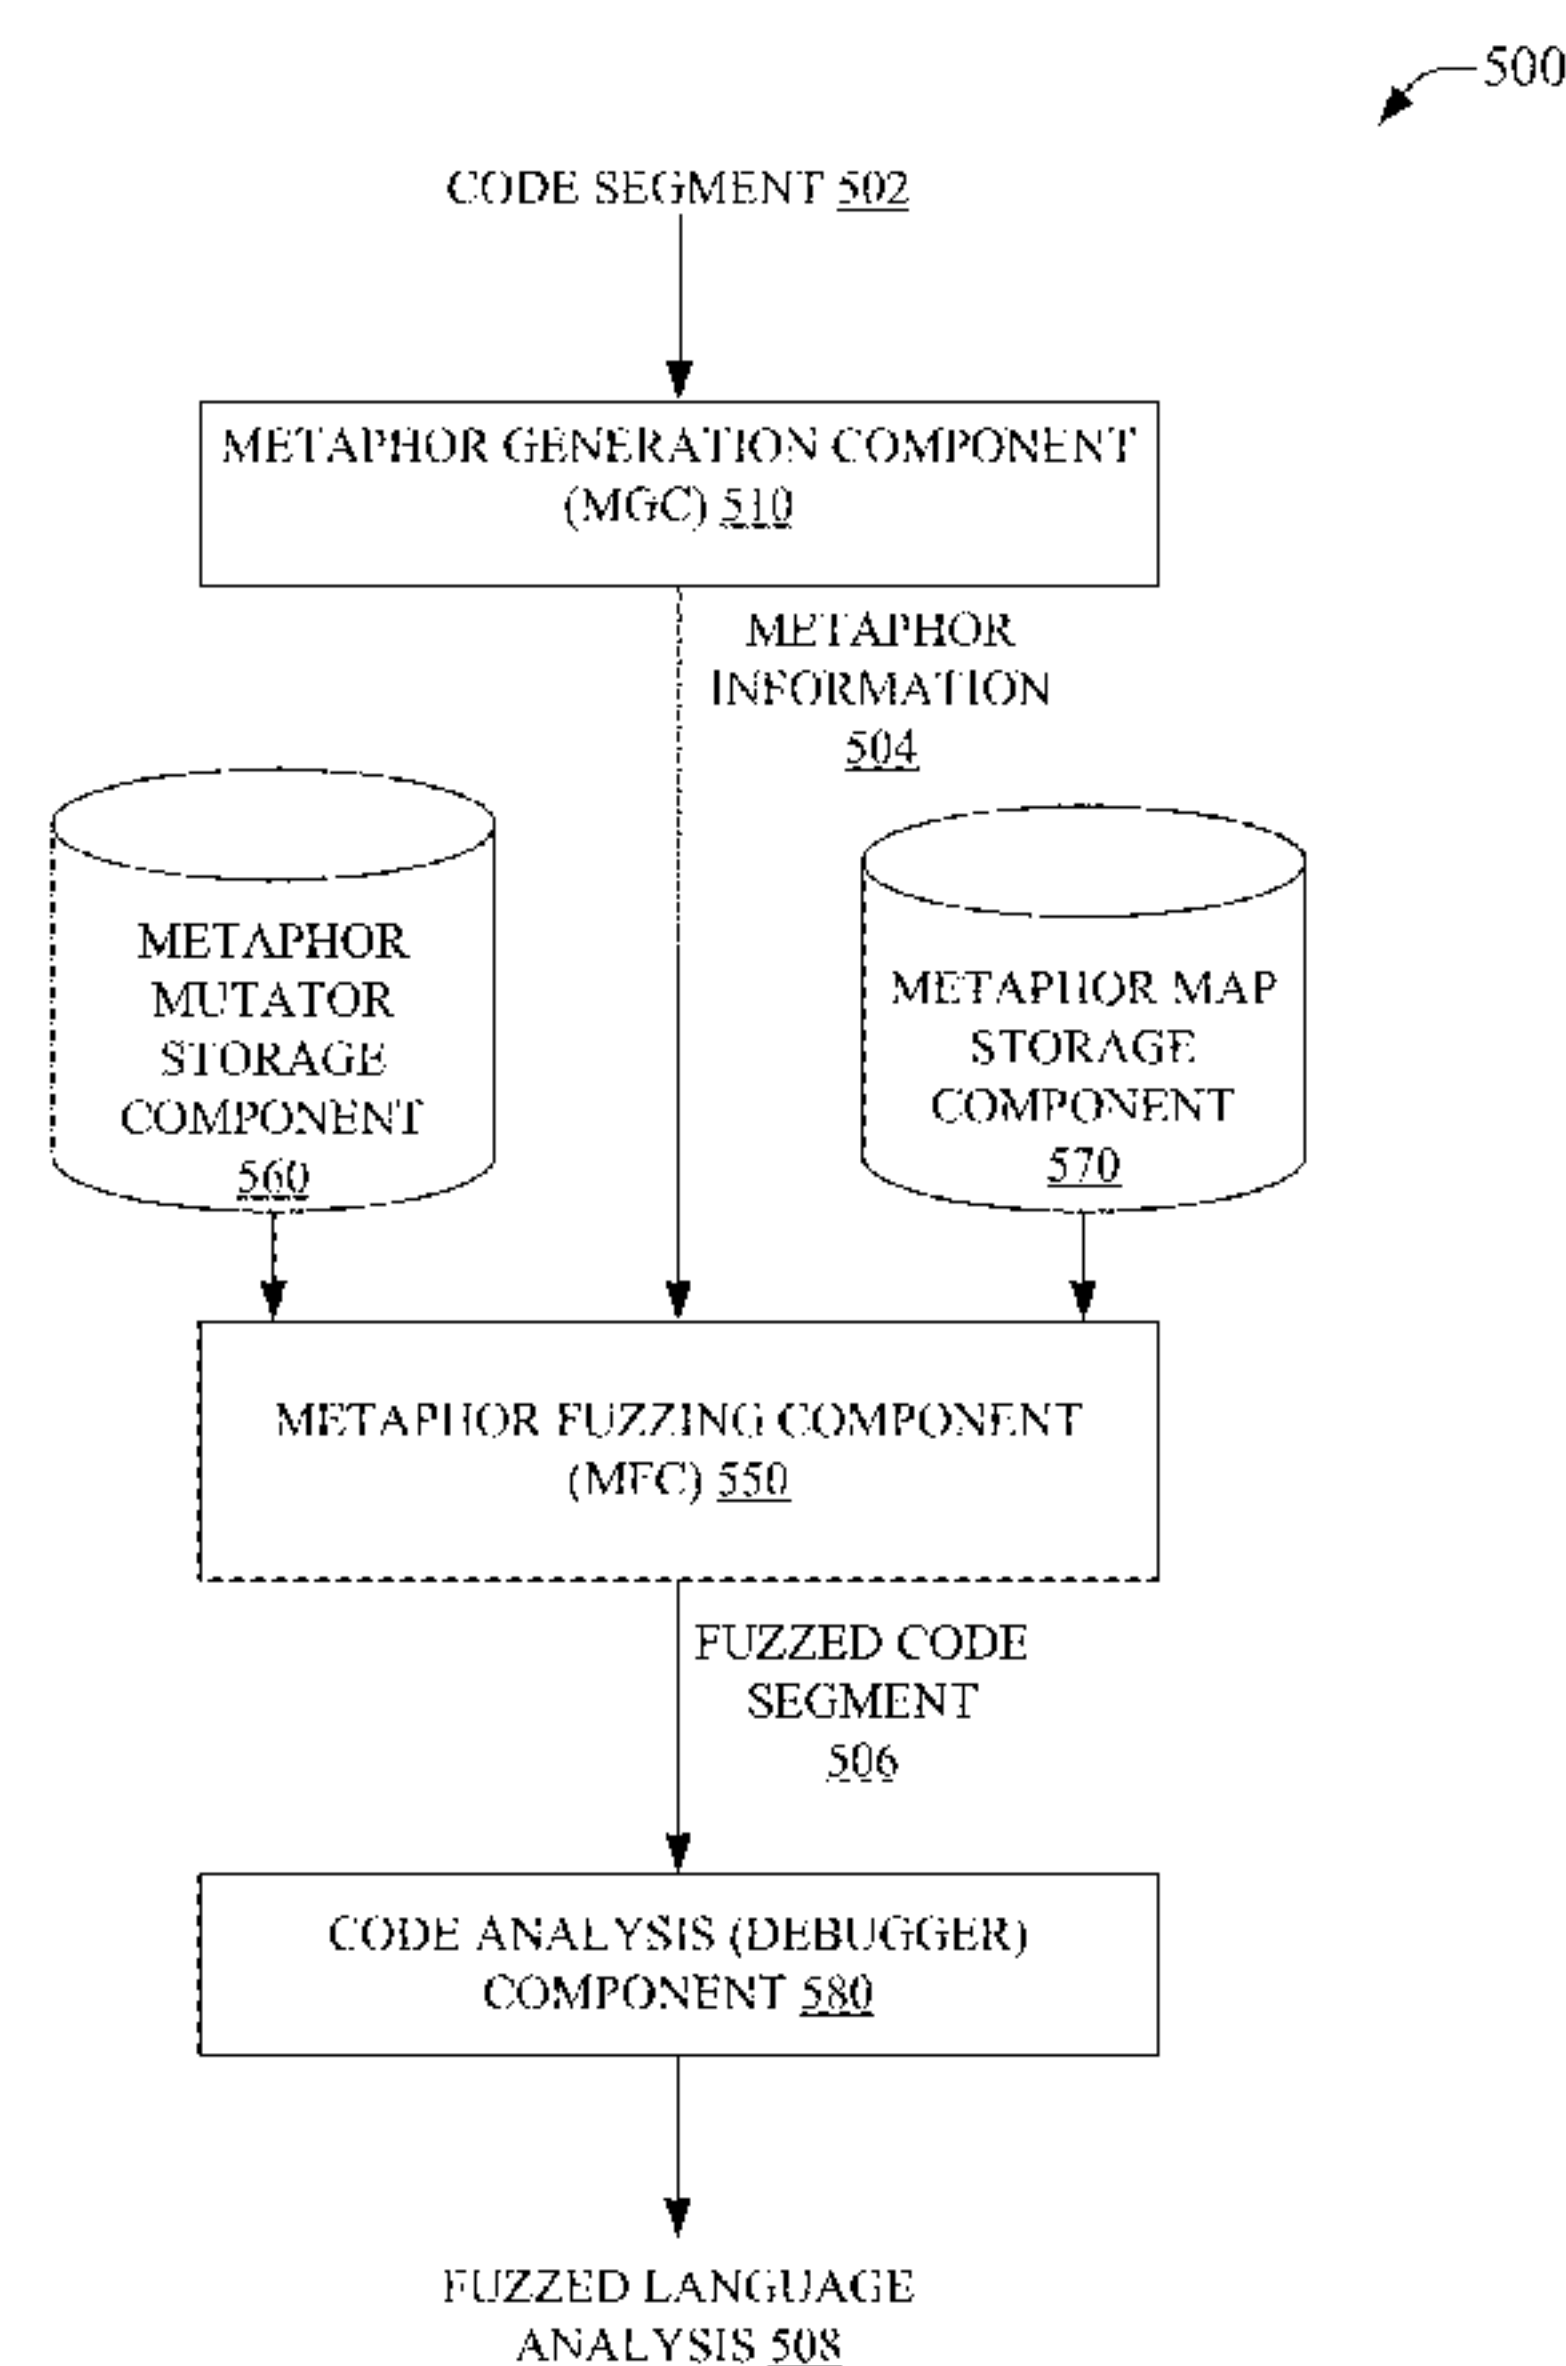 500
CODE SEGMENT 502
METAPHOR GENERATION COMPONENT
(MGC) 510
METAPHOR
INFORMATION
504
METAPHOR
MUTATOR
STORAGE
COMPONENT
560
METAPHOR MAP
STORAGE
COMPONENT
570
METAPHOR FUZZING COMPONENT
(MFC) 550
FUZZED CODE
SEGMENT
506
CODE ANALYSIS (DEBUGGER)
COMPONENT 580
FUZZED LANGUAGE
ANALYSIS 508